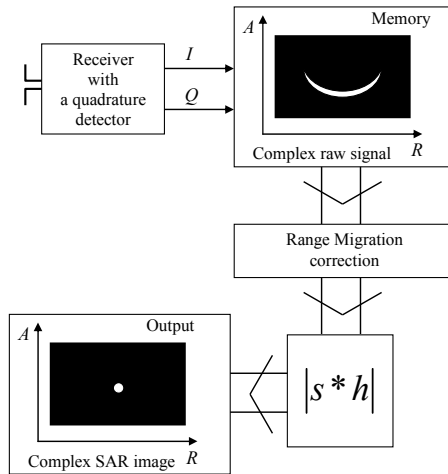 Receiver
with
a quadrature
detector
I
Q
Memory
A
R
Complex raw signal
Range Migration
correction
|s * h|
Output
A
R
Complex SAR image